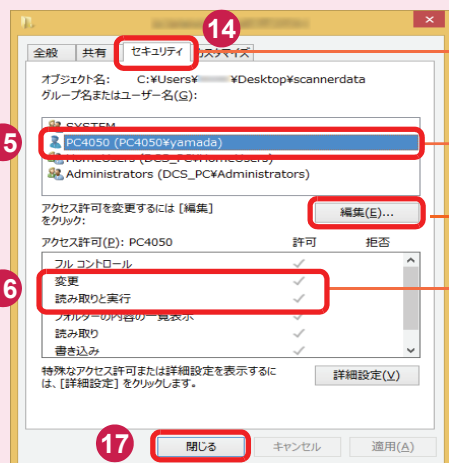 14
全般 共有 セキュリティ カスタマイズ
オブジェクト名: C:¥Users¥ ¥Desktop¥scannerdata
グループ名またはユーザー名(G):
SYSTEM
5 PC4050 (PC4050¥yamada)
HomeUsers (DCS_PC¥HomeUsers)
Administrators (DCS_PC¥Administrators)
アクセス許可を変更するには [編集]
をクリック:
編集(E)...
アクセス許可(P): PC4050 許可 拒否
フル コントロール
変更
6 読み取りと実行
フォルダーの内容の一覧表示
読み取り
書き込み
特殊なアクセス許可または詳細設定を表示するに
は、[詳細設定] をクリックします。
詳細設定(V)
17 閉じる キャンセル 適用(A)